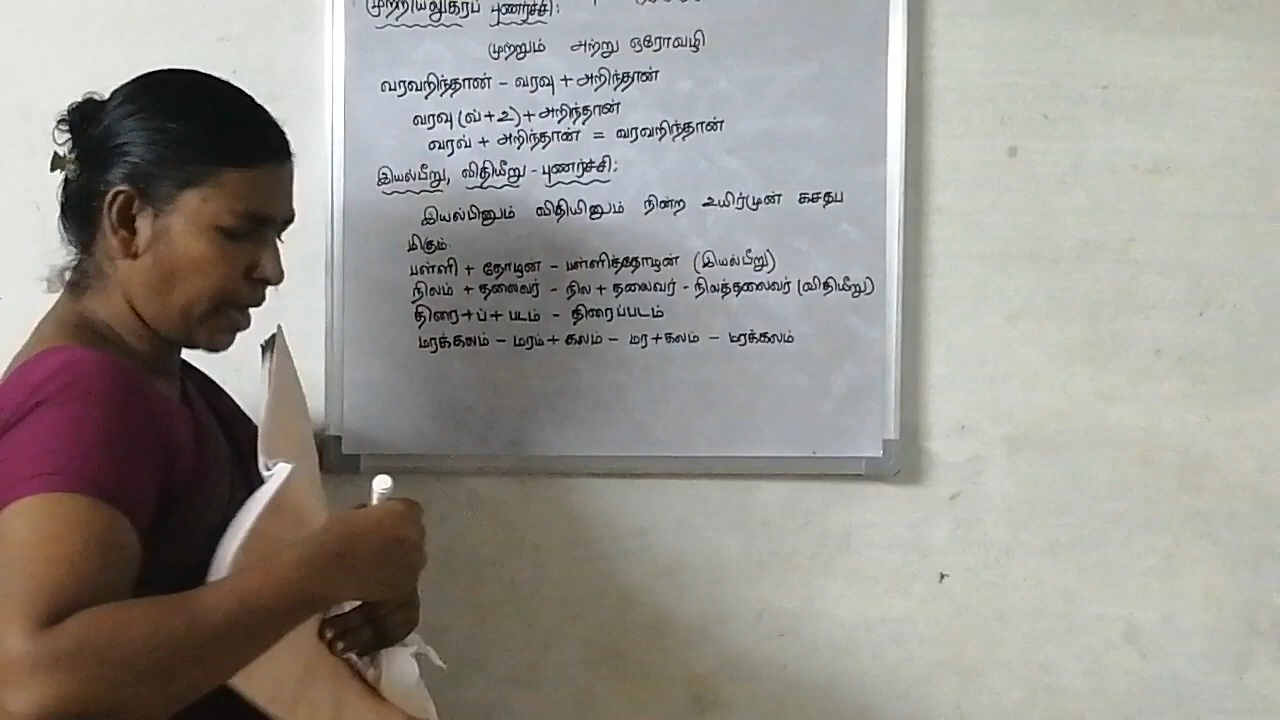 முற்றியலுகரப் புணர்ச்சி:
முற்றும் அற்று ஒரோவழி
வரவறிந்தான் - வரவு + அறிந்தான்
வரவு (வ்+உ) + அறிந்தான்
வரவ் + அறிந்தான் = வரவறிந்தான்
இயல்பீறு, விதியீறு - புணர்ச்சி:
இயல்பினும் விதியினும் நின்ற உயிர்முன் கசதப
மிகும்
பள்ளி + தோழன் - பள்ளித்தோழன் (இயல்பீறு)
நிலம் + தலைவர் - நில + தலைவர் - நிலத்தலைவர் (விதியீறு)
திரை+ப்+ படம் - திரைப்படம்
மரக்கலம் - மரம் + கலம் - மர+கலம் - மரக்கலம்